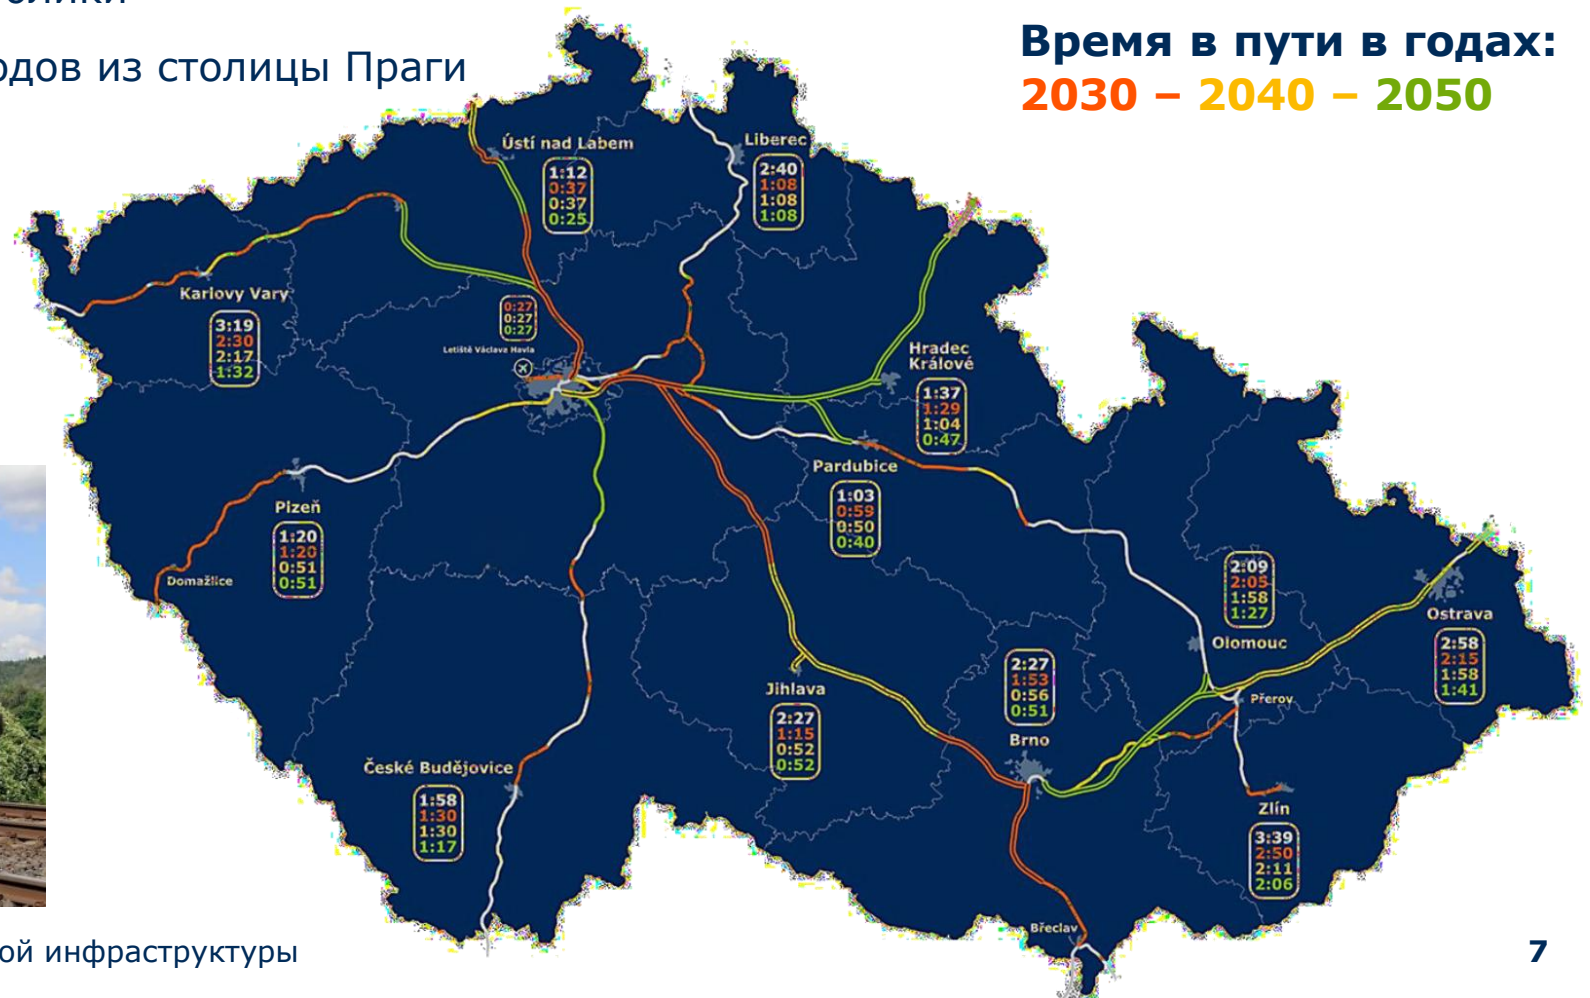 олики
одов из столицы Праги
Время в пути в годах:
2030 – 2040 – 2050
Ústí nad Labem
1:12
0:37
0:37
0:25
Liberec
2:40
1:08
1:08
1:08
Karlovy Vary
3:19
2:30
2:17
1:32
0:27
0:27
0:27
Letiště Václava Havla
Hradec
Králové
1:37
1:29
1:04
0:47
Pardubice
1:03
0:59
0:50
0:40
Plzeň
1:20
1:20
0:51
0:51
Domažlice
2:09
2:05
1:58
1:27
Olomouc
Ostrava
2:58
2:15
1:58
1:41
Přerov
Jihlava
2:27
1:15
0:52
0:52
2:27
1:53
0:56
0:51
Brno
České Budějovice
1:58
1:30
1:30
1:17
Zlín
3:39
2:50
2:11
2:06
Břeclav
ой инфраструктуры
7